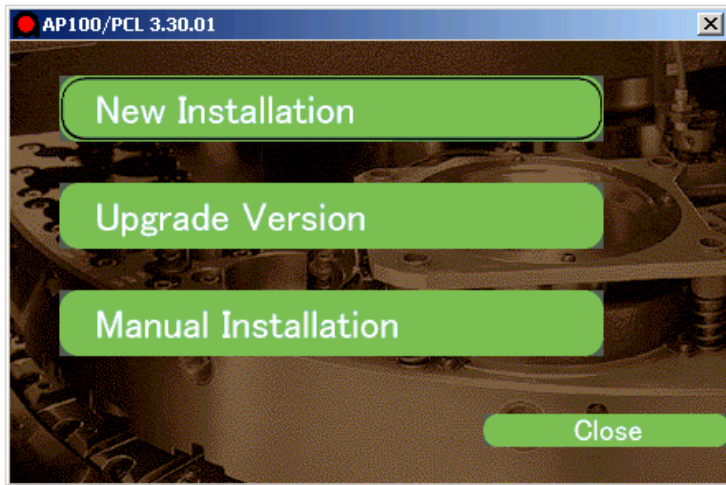 AP100/PCL 3.30.01
New Installation
Upgrade Version
Manual Installation
Close